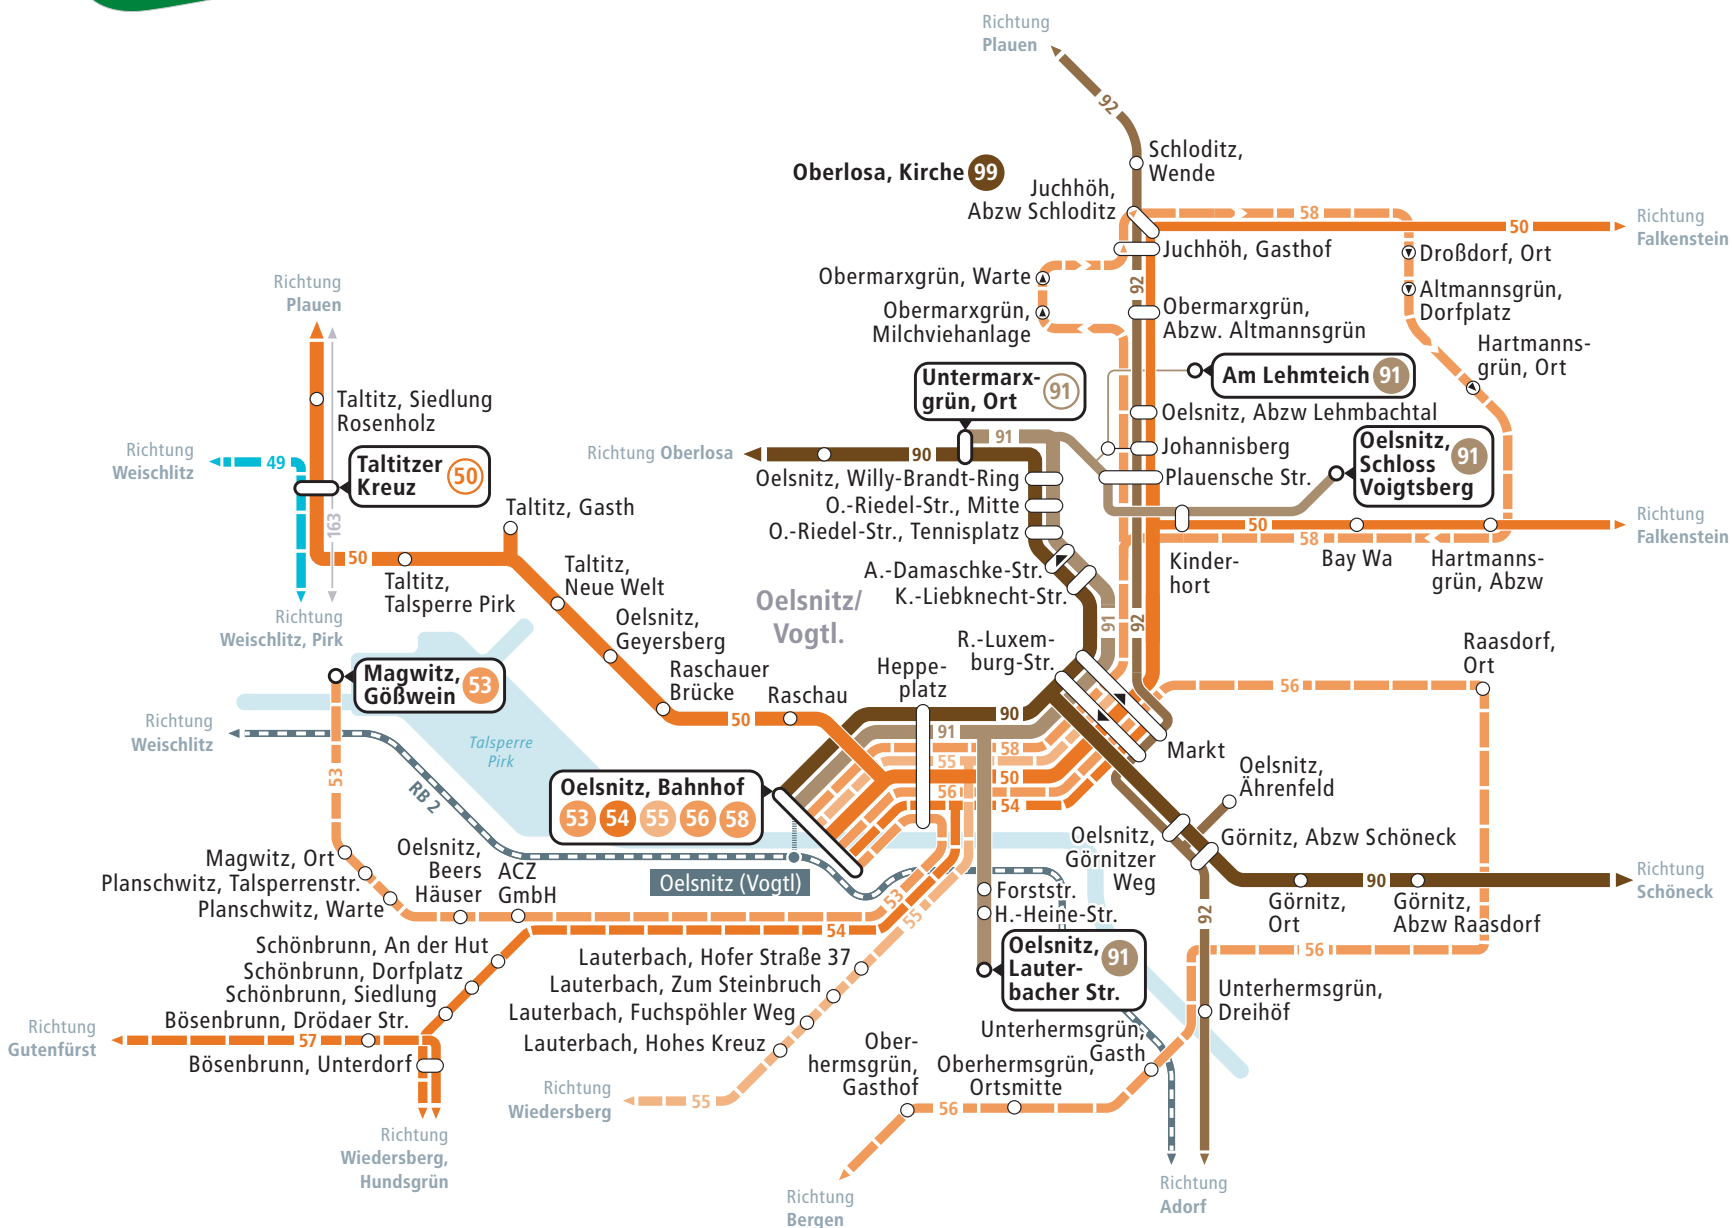 Richtung
Plauen
92
Schloditz,
Wende
Oberlosa, Kirche 99
Juchhöh,
Abzw Schloditz
58
50
Richtung
Falkenstein
Juchhöh, Gasthof
Droßdorf, Ort
Obermarxgrün, Warte
92
Altmannsgrün,
Dorfplatz
Richtung
Plauen
Obermarxgrün,
Milchviehanlage
Obermarxgrün,
Abzw. Altmannsgrün
Hartmanns-
grün, Ort
Untermarx-
grün, Ort
91
Am Lehmteich 91
Taltitz, Siedlung
Rosenholz
Oelsnitz, Abzw Lehmbachtal
91
Johannisberg
Oelsnitz,
Schloss
Voigtsberg
91
Richtung
Weischlitz
49
Taltitzer
Kreuz
50
Richtung Oberlosa
90
Oelsnitz, Willy-Brandt-Ring
Plauensche Str.
O.-Riedel-Str., Mitte
O.-Riedel-Str., Tennisplatz
163
Taltitz, Gasth
50
58
Richtung
Falkenstein
50
Taltitz,
Talsperre Pirk
Taltitz,
Neue Welt
A.-Damaschke-Str.
K.-Liebknecht-Str.
Kinder-
hort
Bay Wa
Hartmanns-
grün, Abzw
Richtung
Weischlitz, Pirk
Oelsnitz/
Vogtl.
Oelsnitz,
Geyersberg
91
92
R.-Luxem-
burg-Str.
Raasdorf,
Ort
Magwitz,
Gößwein
53
Raschauer
Brücke
Raschau
Heppe-
platz
56
Richtung
Weischlitz
50
90
91
58
55
50
56
54
Markt
Talsperre
Pirk
53
RB 2
Oelsnitz, Bahnhof
53 54 55 56 58
Oelsnitz,
Ährenfeld
Oelsnitz,
Görnitzer
Weg
Görnitz, Abzw Schöneck
Magwitz, Ort
Planschwitz, Talsperrenstr.
Planschwitz, Warte
Oelsnitz,
Beers
Häuser
ACZ
GmbH
Oelsnitz (Vogtl)
53
55
54
Forststr.
H.-Heine-Str.
92
90
Görnitz,
Ort
Görnitz,
Abzw Raasdorf
Richtung
Schöneck
56
Schönbrunn, An der Hut
Schönbrunn, Dorfplatz
Schönbrunn, Siedlung
Bösenbrunn, Drödaer Str.
57
Bösenbrunn, Unterdorf
Richtung
Gutenfürst
Lauterbach, Hofer Straße 37
Lauterbach, Zum Steinbruch
Lauterbach, Fuchspöhler Weg
Lauterbach, Hohes Kreuz
Oelsnitz,
Lauter-
bacher Str.
91
Unterhermsgrün,
Dreihöf
Unterhermsgrün,
Gasth
Ober-
hermsgrün,
Gasthof
Oberhermsgrün,
Ortsmitte
56
Richtung
Wiedersberg
55
Richtung
Wiedersberg,
Hundsgrün
Richtung
Bergen
Richtung
Adorf